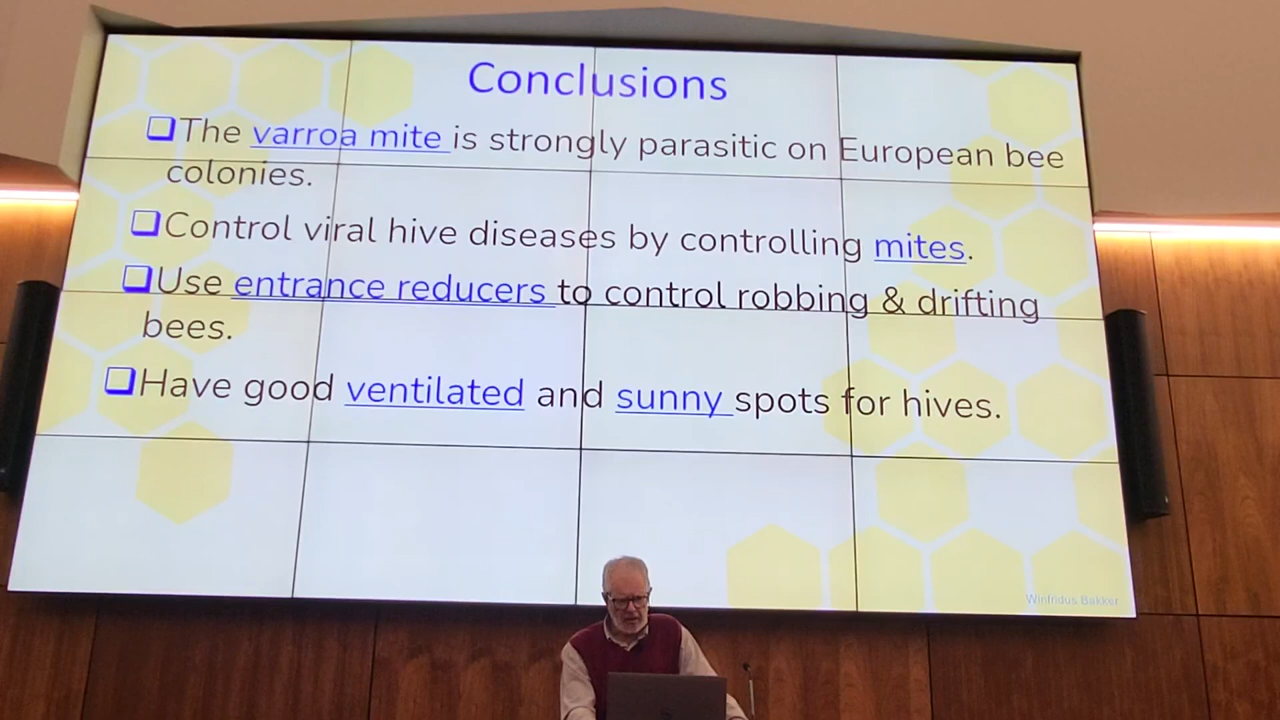 Conclusions
❑The varroa mite is strongly parasitic on European bee
colonies.
❑Control viral hive diseases by controlling mites.
❑Use entrance reducers to control robbing & drifting
bees.
❑Have good ventilated and sunny spots for hives.
Winfridus Bakker